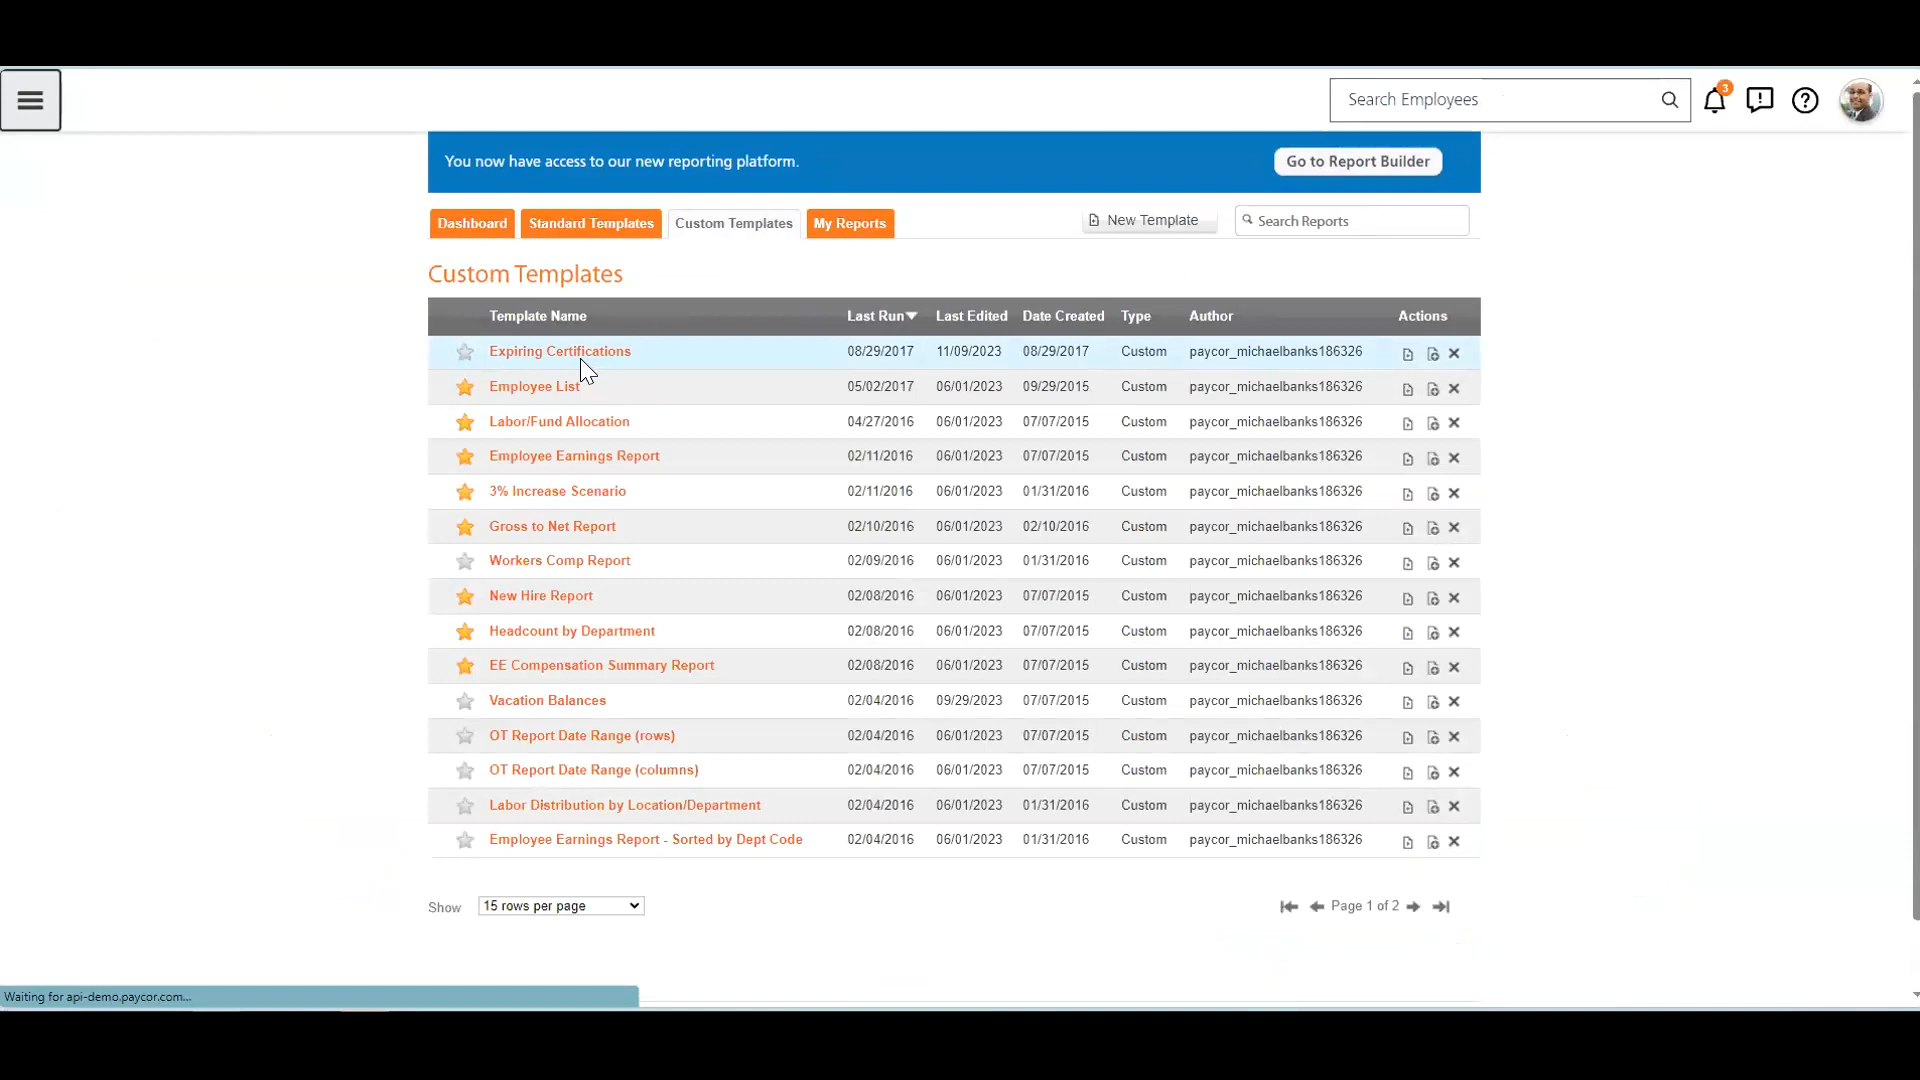 Search Employees
3
You now have access to our new reporting platform.
Go to Report Builder
Dashboard Standard Templates Custom Templates My Reports New Template Search Reports
Custom Templates
Template Name Last Run Last Edited Date Created Type Author Actions
Expiring Certifications 08/29/2017 11/09/2023 08/29/2017 Custom paycor_michaelbanks186326
Employee List 05/02/2017 06/01/2023 09/29/2015 Custom paycor_michaelbanks186326
Labor/Fund Allocation 04/27/2016 06/01/2023 07/07/2015 Custom paycor_michaelbanks186326
Employee Earnings Report 02/11/2016 06/01/2023 07/07/2015 Custom paycor_michaelbanks186326
3% Increase Scenario 02/11/2016 06/01/2023 01/31/2016 Custom paycor_michaelbanks186326
Gross to Net Report 02/10/2016 06/01/2023 02/10/2016 Custom paycor_michaelbanks186326
Workers Comp Report 02/09/2016 06/01/2023 01/31/2016 Custom paycor_michaelbanks186326
New Hire Report 02/08/2016 06/01/2023 07/07/2015 Custom paycor_michaelbanks186326
Headcount by Department 02/08/2016 06/01/2023 07/07/2015 Custom paycor_michaelbanks186326
EE Compensation Summary Report 02/08/2016 06/01/2023 07/07/2015 Custom paycor_michaelbanks186326
Vacation Balances 02/04/2016 09/29/2023 07/07/2015 Custom paycor_michaelbanks186326
OT Report Date Range (rows) 02/04/2016 06/01/2023 07/07/2015 Custom paycor_michaelbanks186326
OT Report Date Range (columns) 02/04/2016 06/01/2023 07/07/2015 Custom paycor_michaelbanks186326
Labor Distribution by Location/Department 02/04/2016 06/01/2023 01/31/2016 Custom paycor_michaelbanks186326
Employee Earnings Report - Sorted by Dept Code 02/04/2016 06/01/2023 01/31/2016 Custom paycor_michaelbanks186326
Show 15 rows per page Page 1 of 2
Waiting for api-demo.paycor.com...